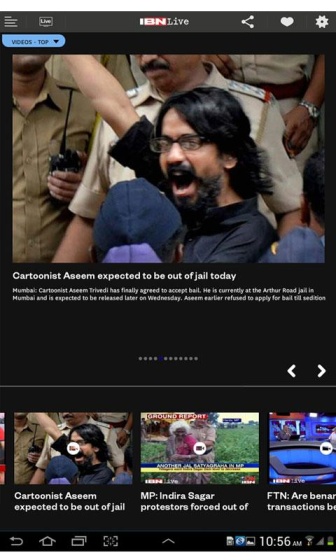 Live
IBN Live
VIDEOS - TOP
Cartoonist Aseem expected to be out of jail today
Mumbai: Cartoonist Aseem Trivedi has finally agreed to accept bail. He is currently at the Arthur Road jail in
Mumbai and is expected to be released later on Wednesday. Aseem earlier refused to apply for bail till sedition
GROUND REPORT
ANOTHER JAL SATYAGRAHA IN MP
Cartoonist Aseem
expected to be out of jail
MP: Indira Sagar
protestors forced out of
FTN: Are benar
transactions a
10:56 AM